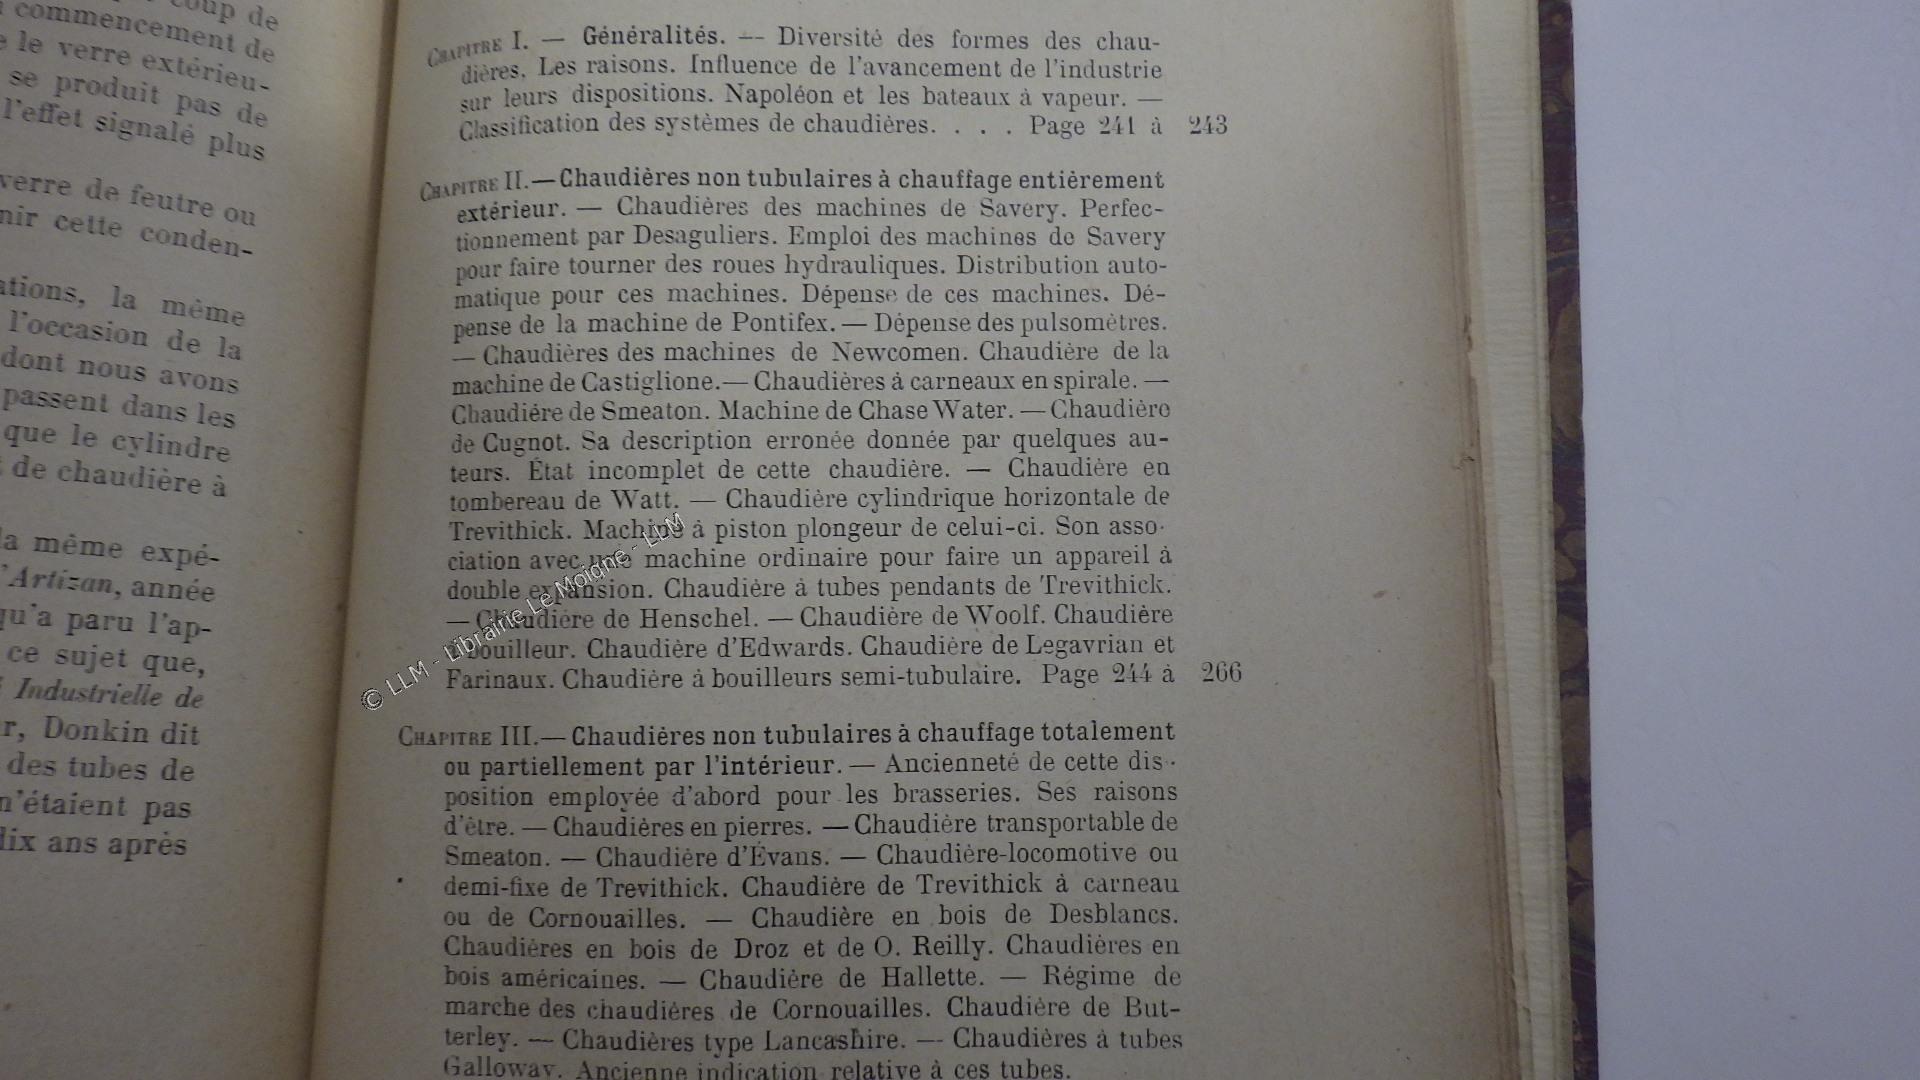 coup de
commencement de
le verre extérieu-
se produit pas de
l'effet signalé plus
verre de feutre ou
nir cette conden-
ations, la même
l'occasion de la
dont nous avons
passent dans les
que le cylindre
de chaudière à
la même expé-
l'Artizan, année
qu'a paru l'ap-
ce sujet que,
Industrielle de
r, Donkin dit
des tubes de
n'étaient pas
dix ans après
CHAPITRE I. — Généralités. — Diversité des formes des chau-
dières. Les raisons. Influence de l'avancement de l'industrie
sur leurs dispositions. Napoléon et les bateaux à vapeur. —
Classification des systèmes de chaudières. . . . Page 241 à 243
CHAPITRE II.—Chaudières non tubulaires à chauffage entièrement
extérieur. — Chaudières des machines de Savery. Perfec-
tionnement par Desaguliers. Emploi des machines de Savery
pour faire tourner des roues hydrauliques. Distribution auto-
matique pour ces machines. Dépense de ces machines. Dé-
pense de la machine de Pontifex. — Dépense des pulsomètres.
— Chaudières des machines de Newcomen. Chaudière de la
machine de Castiglione.— Chaudières à carneaux en spirale. —
Chaudière de Smeaton. Machine de Chase Water. — Chaudière
de Cugnot. Sa description erronée donnée par quelques au-
teurs. État incomplet de cette chaudière. — Chaudière en
tombereau de Watt. — Chaudière cylindrique horizontale de
Trevithick. Machine à piston plongeur de celui-ci. Son asso-
ciation avec une machine ordinaire pour faire un appareil à
double expansion. Chaudière à tubes pendants de Trevithick.
— Chaudière de Henschel. — Chaudière de Woolf. Chaudière
à bouilleur. Chaudière d'Edwards. Chaudière de Legavrian et
Farinaux. Chaudière à bouilleurs semi-tubulaire. Page 244 à 266
CHAPITRE III.— Chaudières non tubulaires à chauffage totalement
ou partiellement par l'intérieur. — Ancienneté de cette dis-
position employée d'abord pour les brasseries. Ses raisons
d'être. — Chaudières en pierres. — Chaudière transportable de
Smeaton. — Chaudière d'Évans. — Chaudière-locomotive ou
demi-fixe de Trevithick. Chaudière de Trevithick à carneau
ou de Cornouailles. — Chaudière en bois de Desblancs.
Chaudières en bois de Droz et de O. Reilly. Chaudières en
bois américaines. — Chaudière de Hallette. — Régime de
marche des chaudières de Cornouailles. Chaudière de But-
terley. — Chaudières type Lancashire. — Chaudières à tubes
Galloway. Ancienne indication relative à ces tubes.
© LLM - Librairie Le Moigne - LLM